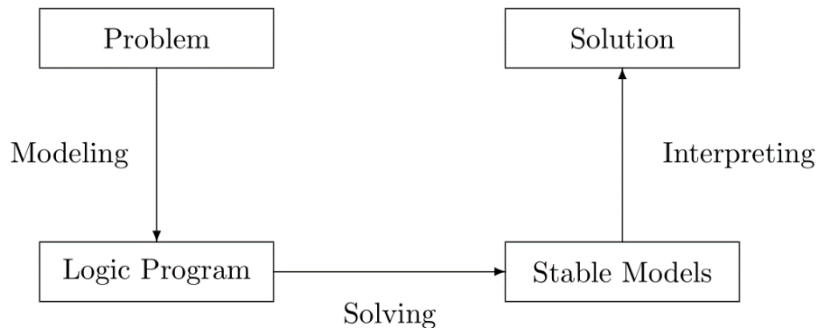 Problem
Solution
Modeling
Interpreting
Logic Program
Stable Models
Solving